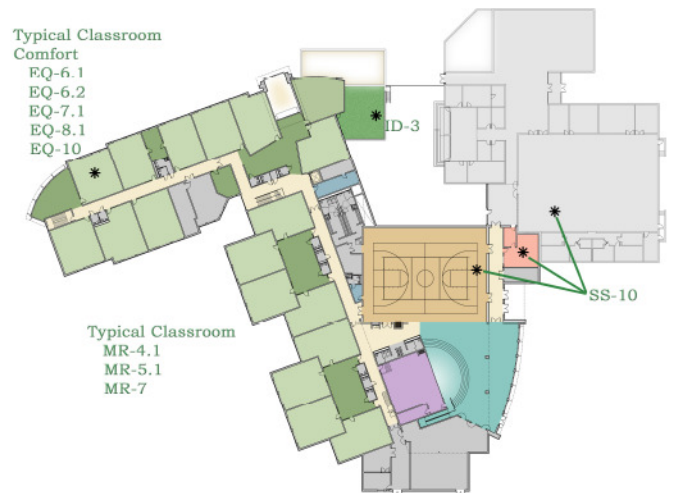 Typical Classroom
Comfort
EQ-6.1
EQ-6.2
EQ-7.1
EQ-8.1
EQ-10
ID-3
SS-10
Typical Classroom
MR-4.1
MR-5.1
MR-7